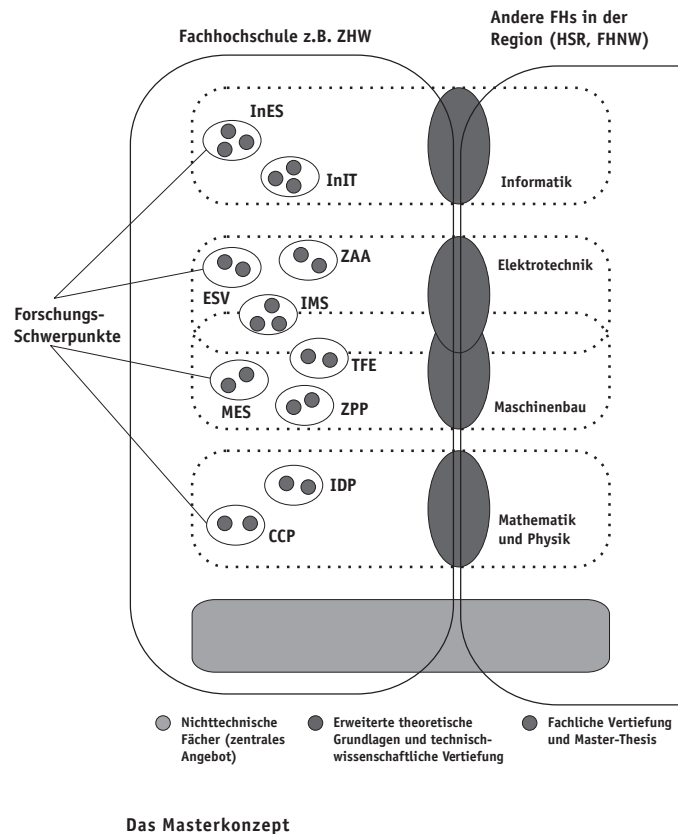 Fachhochschule z.B. ZHW
Andere FHs in der
Region (HSR, FHNW)
InES
InIT
Informatik
ZAA
Elektrotechnik
ESV
IMS
Forschungs-
Schwerpunkte
TFE
MES
ZPP
Maschinenbau
IDP
CCP
Mathematik
und Physik
Nichttechnische
Fächer (zentrales
Angebot)
Erweiterte theoretische
Grundlagen und technisch-
wissenschaftliche Vertiefung
Fachliche Vertiefung
und Master-Thesis
Das Masterkonzept